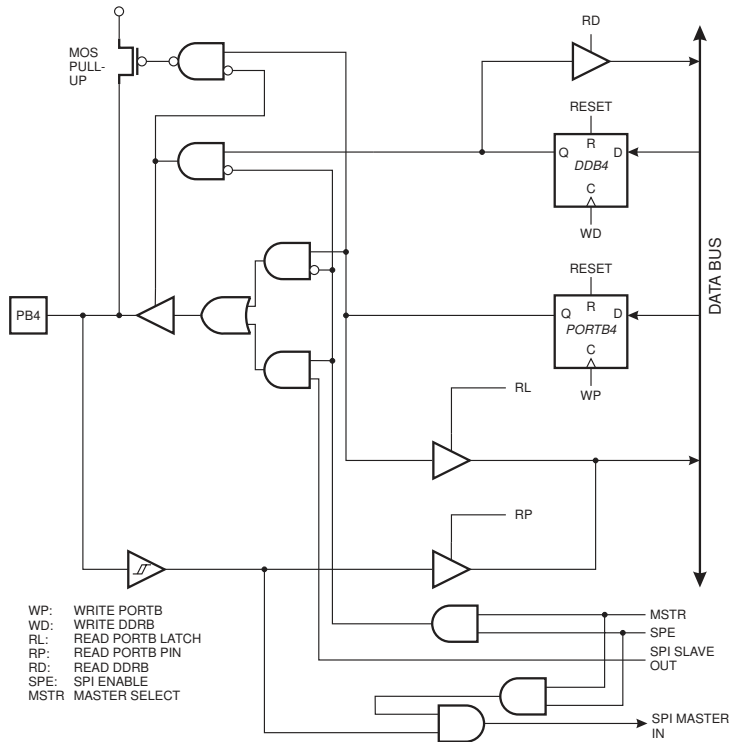 RD
MOS
PULL-
UP
RESET
R
Q
D
DDB4
C
WD
DATA BUS
RESET
R
PB4
Q
D
PORTB4
C
WP
RL
RP
WP: WRITE PORTB
WD: WRITE DDRB
RL: READ PORTB LATCH
RP: READ PORTB PIN
RD: READ DDRB
SPE: SPI ENABLE
MSTR MASTER SELECT
MSTR
SPE
SPI SLAVE
OUT
SPI MASTER
IN